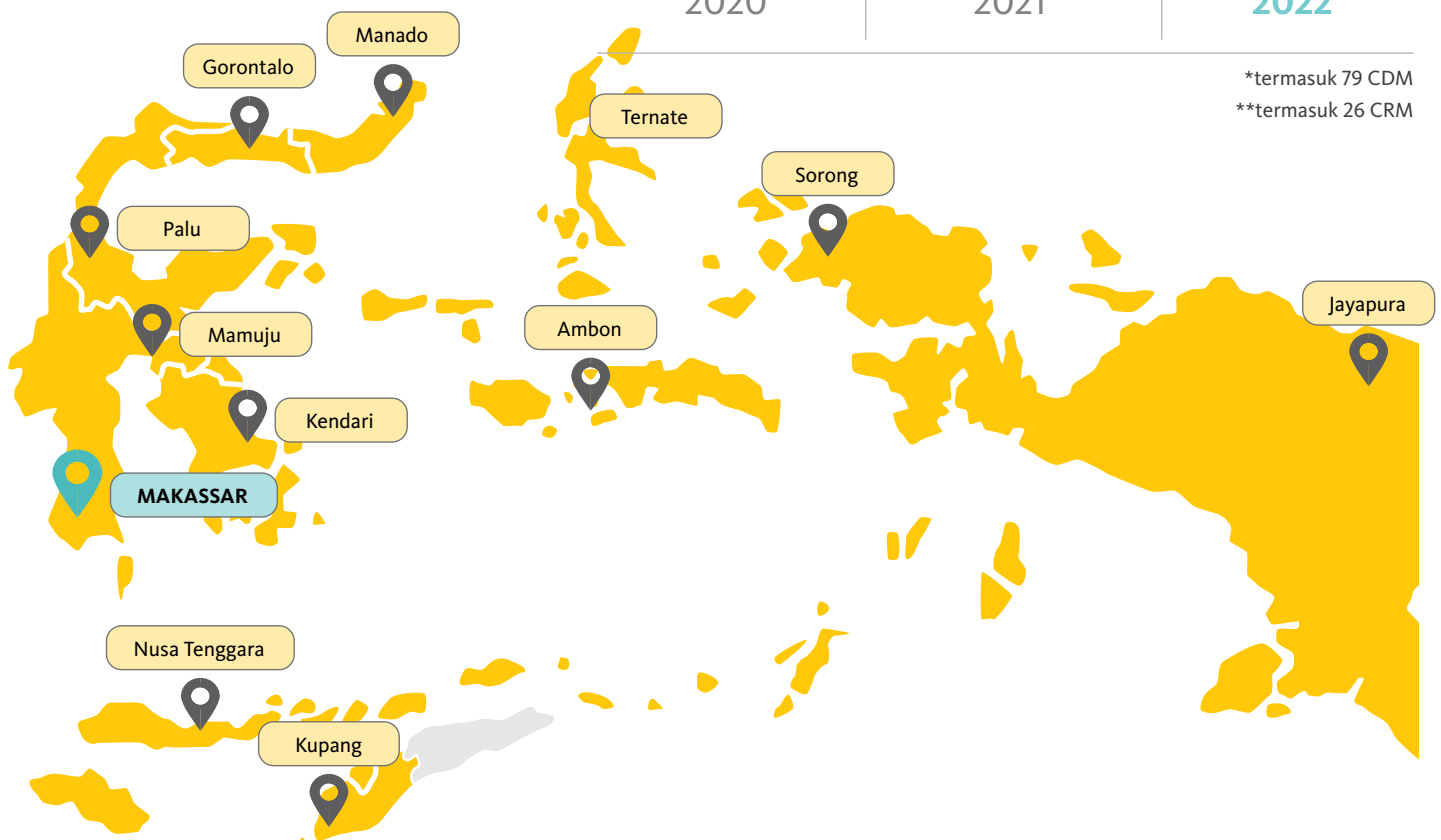 2020
2021
2022
Manado
Gorontalo
*termasuk 79 CDM
**termasuk 26 CRM
Ternate
Sorong
Palu
Jayapura
Ambon
Mamuju
Kendari
MAKASSAR
Nusa Tenggara
Kupang